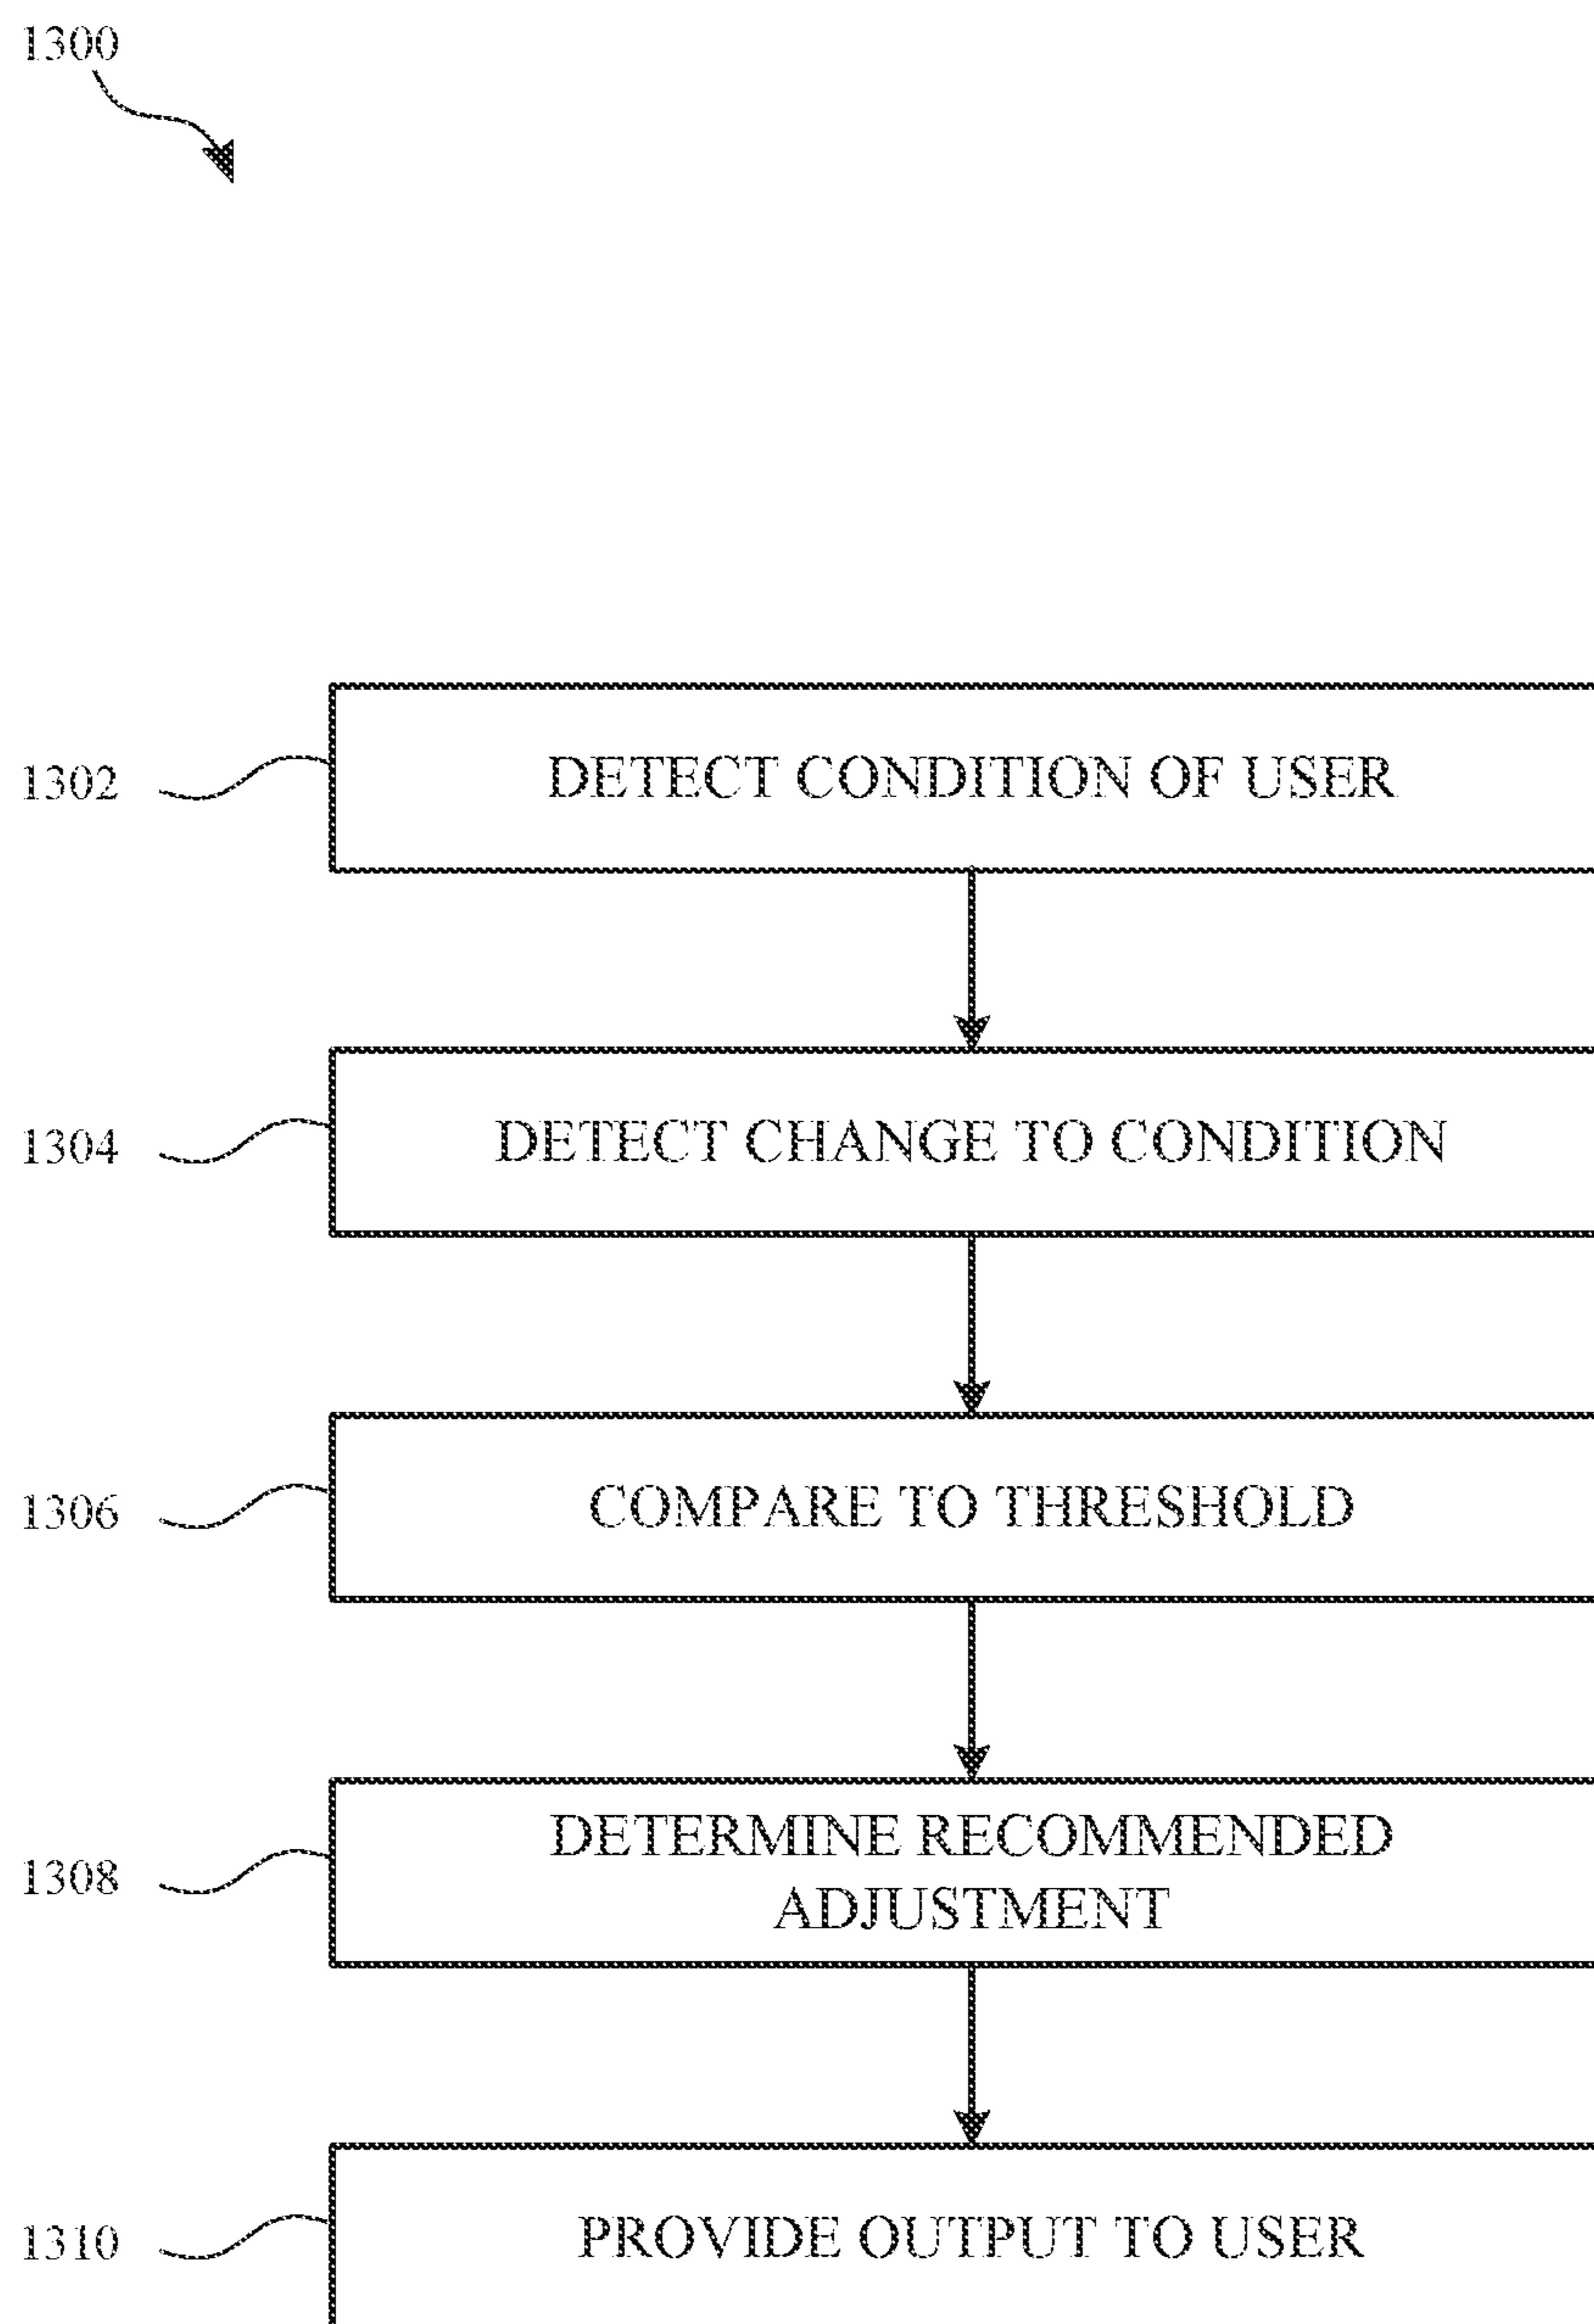 1300
1302 DETECT CONDITION OF USER
1304 DETECT CHANGE TO CONDITION
1306 COMPARE TO THRESHOLD
DETERMINE RECOMMENDED
1308
ADJUSTMENT
1310 PROVIDE OUTPUT TO USER